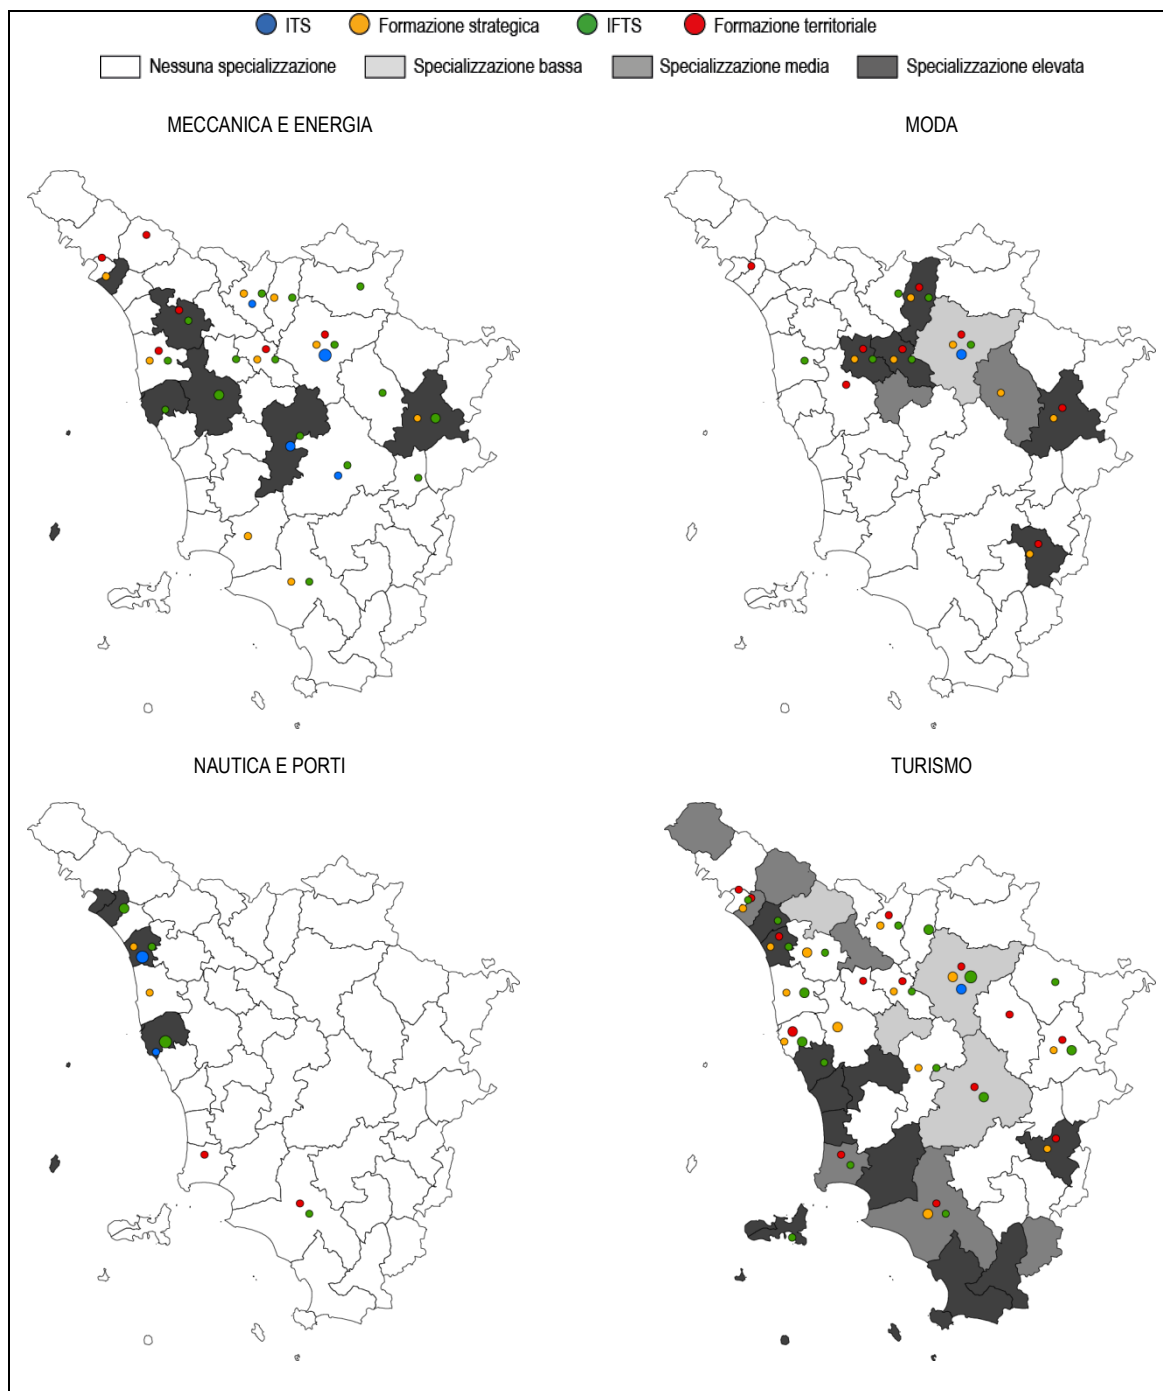 ITS Formazione strategica IFTS Formazione territoriale
Nessuna specializzazione Specializzazione bassa Specializzazione media Specializzazione elevata
MECCANICA E ENERGIA MODA
NAUTICA E PORTI TURISMO